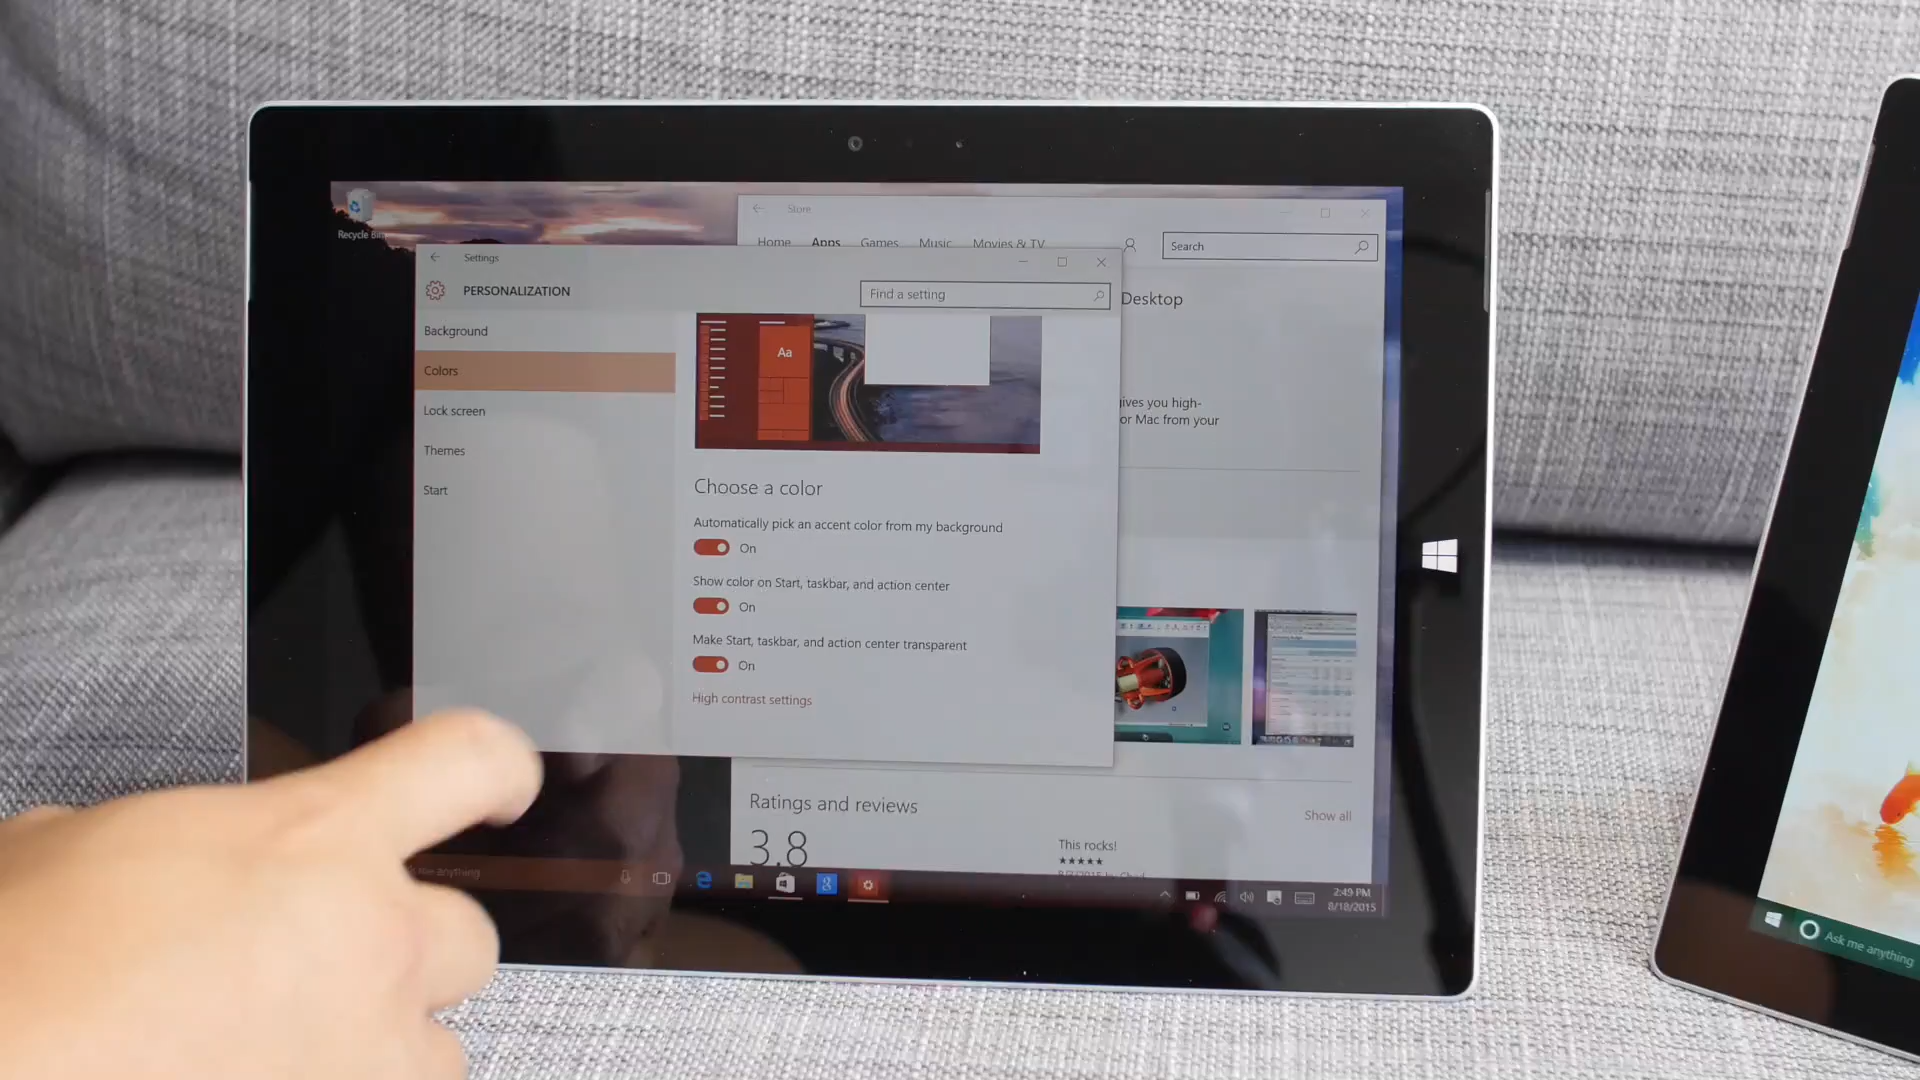 Recycle Bin
Store
Home Apps Games Music Movies & TV
Search
Settings
PERSONALIZATION
Find a setting
Desktop
Background
Colors
Lock screen
Themes
Start
Aa
gives you high-
or Mac from your
Choose a color
Automatically pick an accent color from my background
On
Show color on Start, taskbar, and action center
On
Make Start, taskbar, and action center transparent
On
High contrast settings
Ratings and reviews
Show all
3.8
This rocks!
★★★★★
me anything
2:49 PM
8/18/2015
Ask me anything